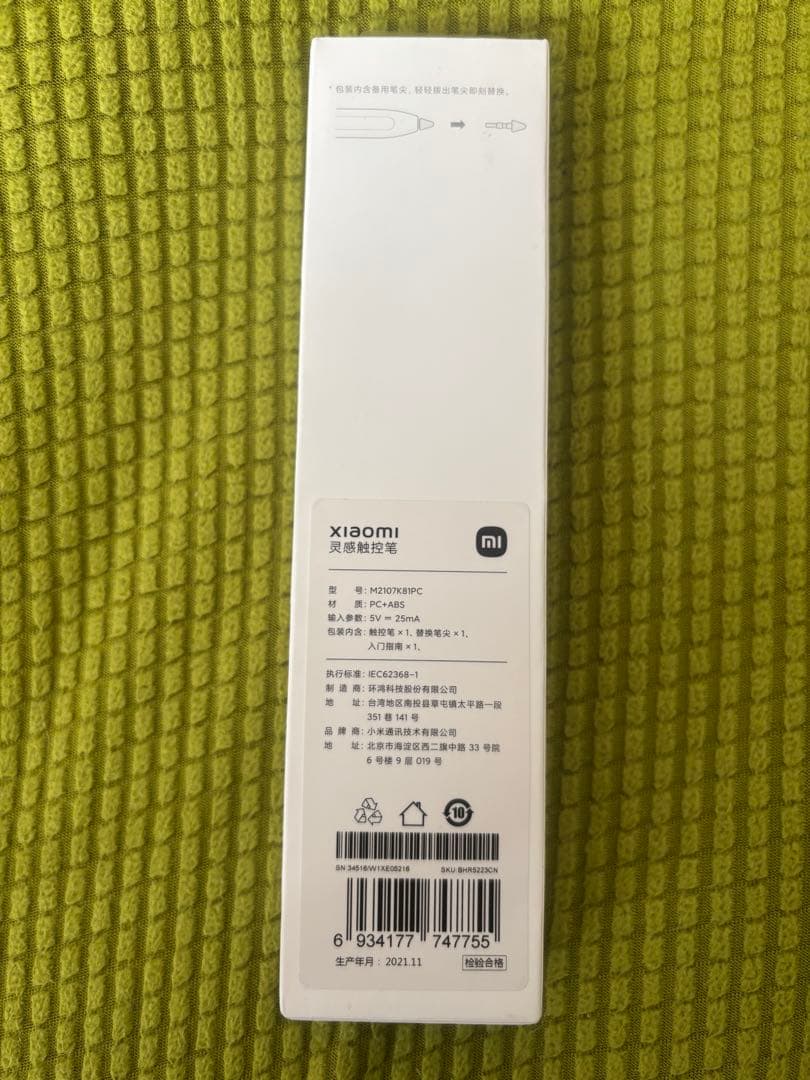 *包装内含备用笔尖，轻轻拔出笔尖即刻替换。
xiaomi
灵感触控笔
mi
型 号：M2107K81PC
材 质：PC+ABS
输入参数：5V ⎓ 25mA
包装内含：触控笔×1、替换笔尖×1、
入门指南×1、
执行标准：IEC62368-1
制 造 商：环鸿科技股份有限公司
地 址：台湾地区南投县草屯镇太平路一段
351 巷 141 号
品 牌 商：小米通讯技术有限公司
地 址：北京市海淀区西二旗中路 33 号院
6 号楼 9 层 019 号
10
SN:34516/W1XE05216 SKU:BHR5223CN
6 934177 747755
生产年月：2021.11 检验合格